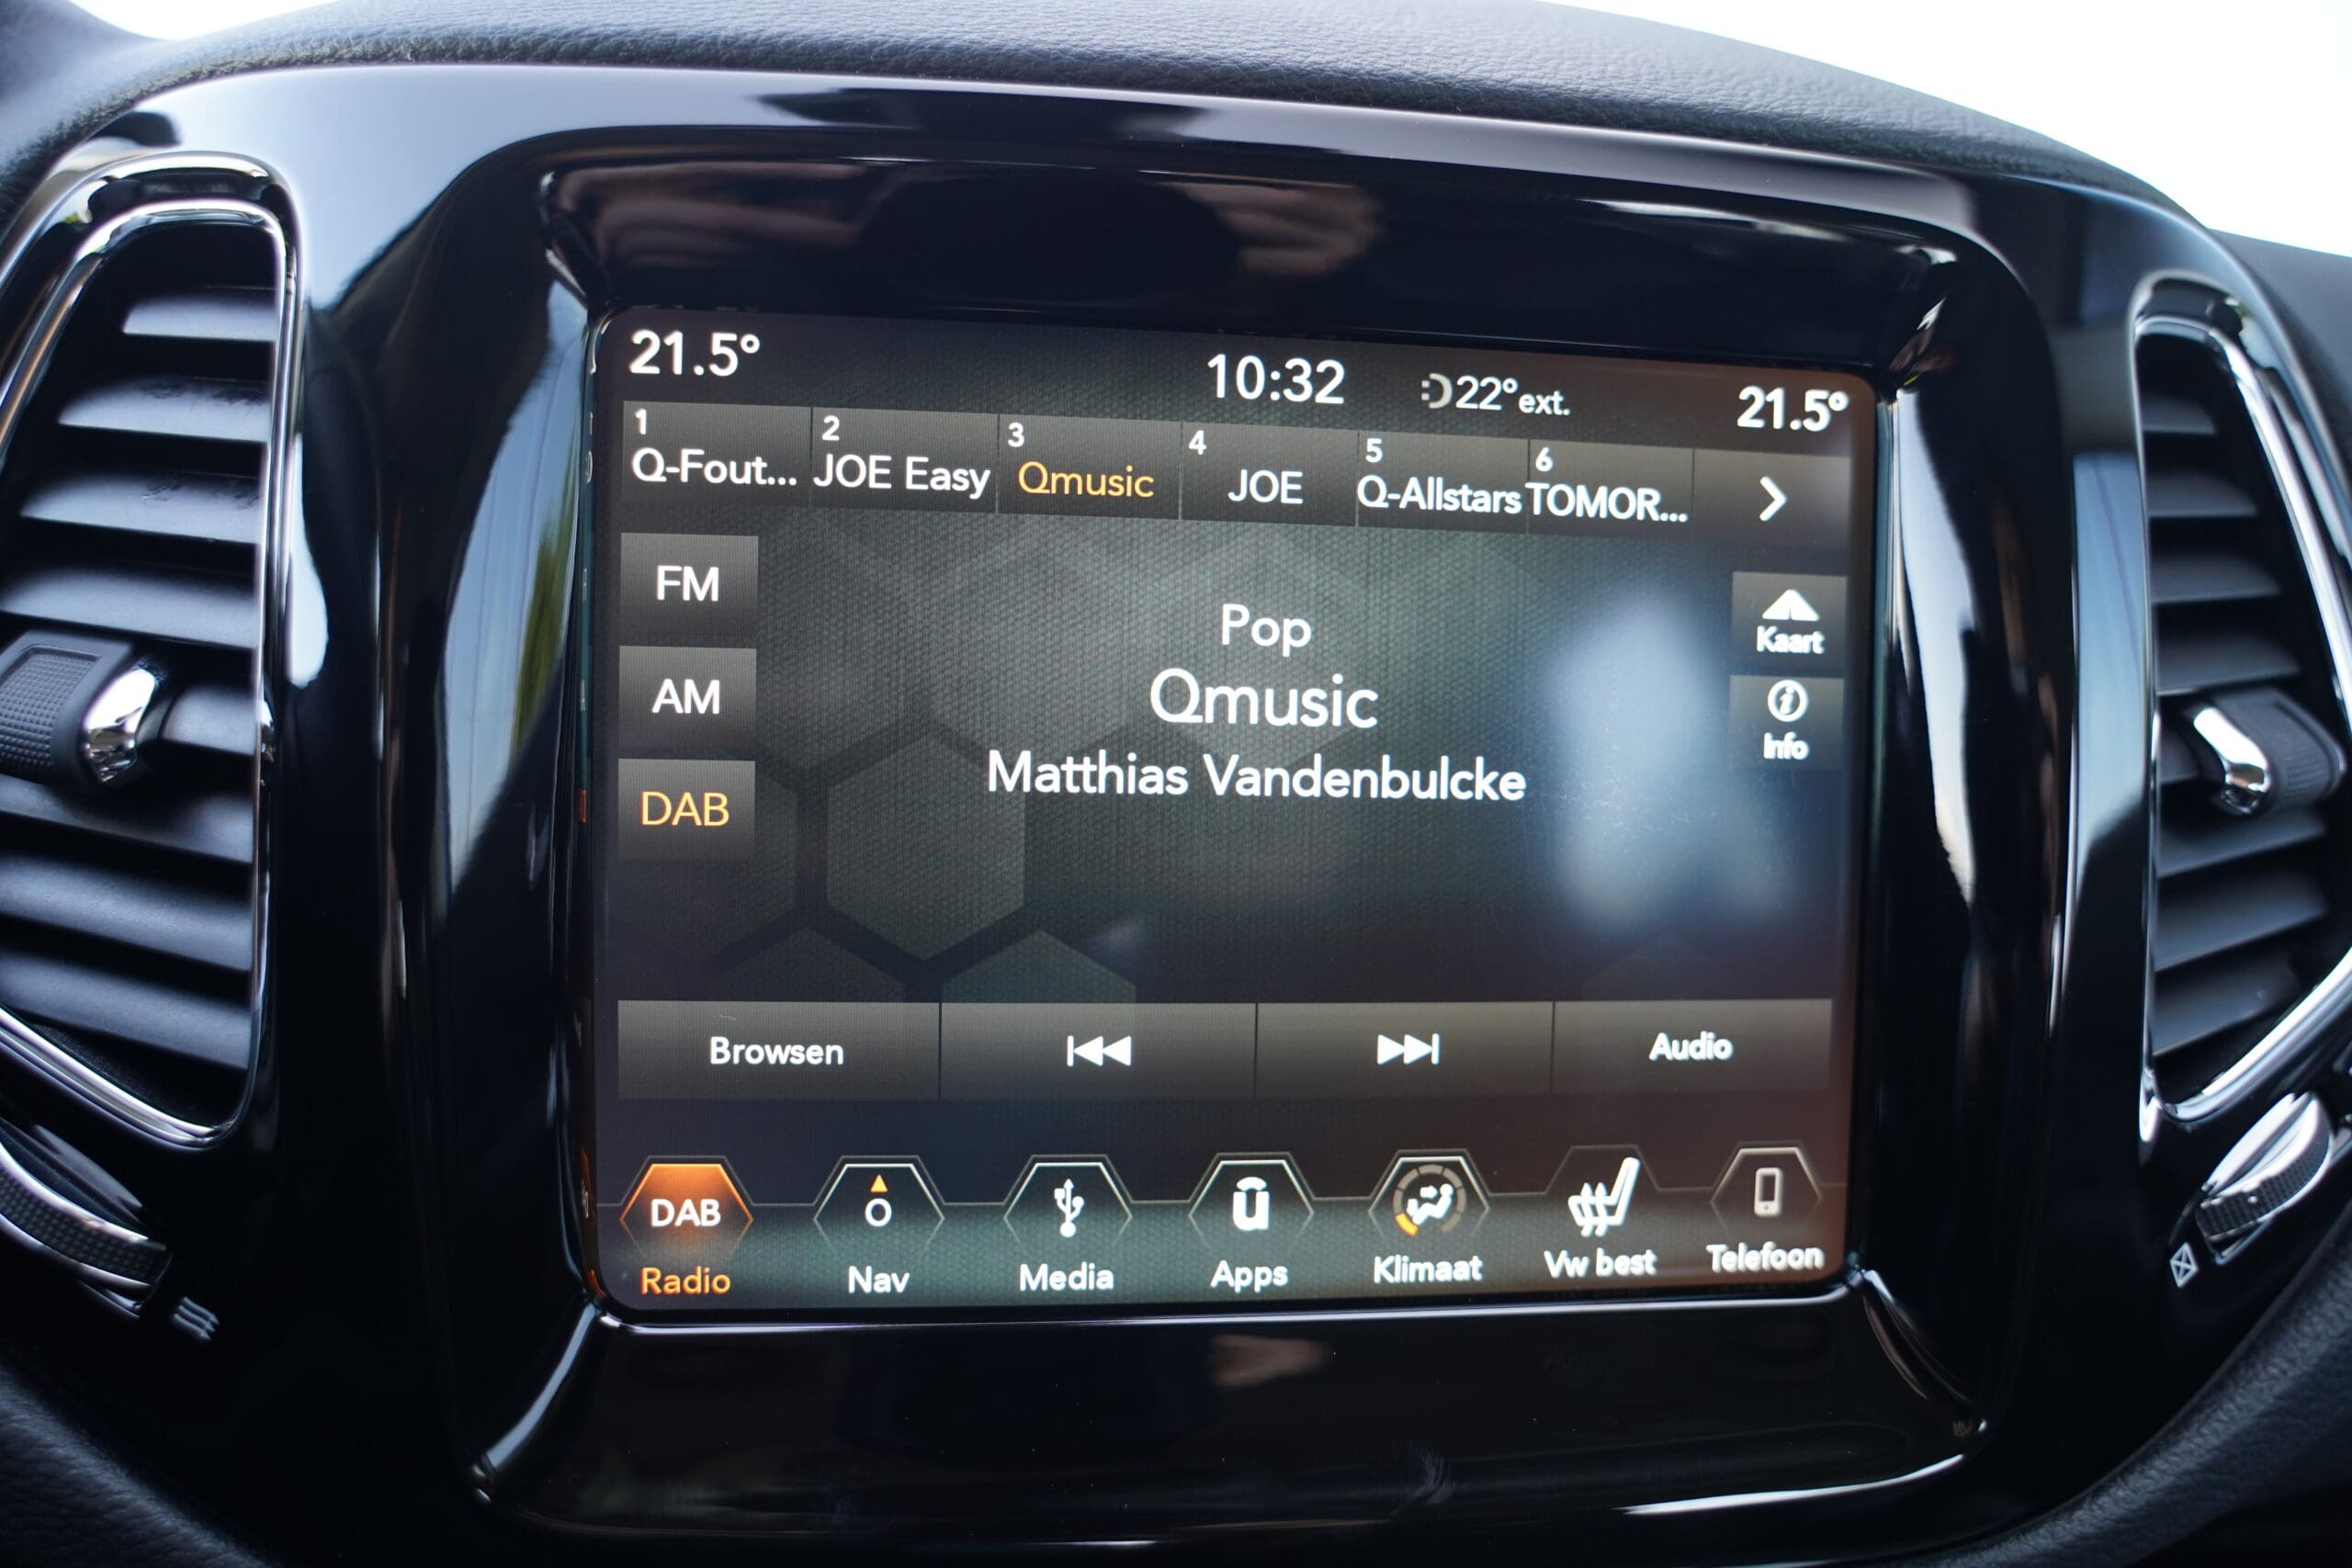 21.5° 10:32 22°ext. 21.5°
1 2 3 4 5 6
Q-Fout... JOE Easy Qmusic JOE Q-Allstars TOMOR...
FM
AM
DAB
Pop
Qmusic
Matthias Vandenbulcke
Kaart
Info
Browsen Audio
DAB
Radio Nav Media Apps Klimaat Vw best Telefoon